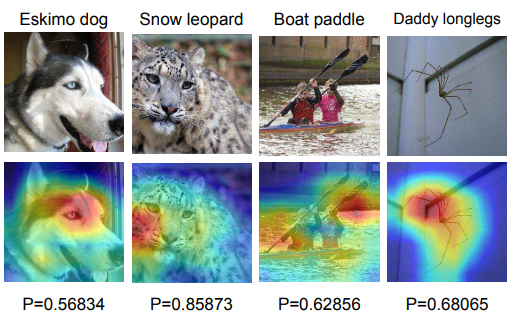 Eskimo dog
Snow leopard
Boat paddle
Daddy longlegs
P=0.56834
P=0.85873
P=0.62856
P=0.68065